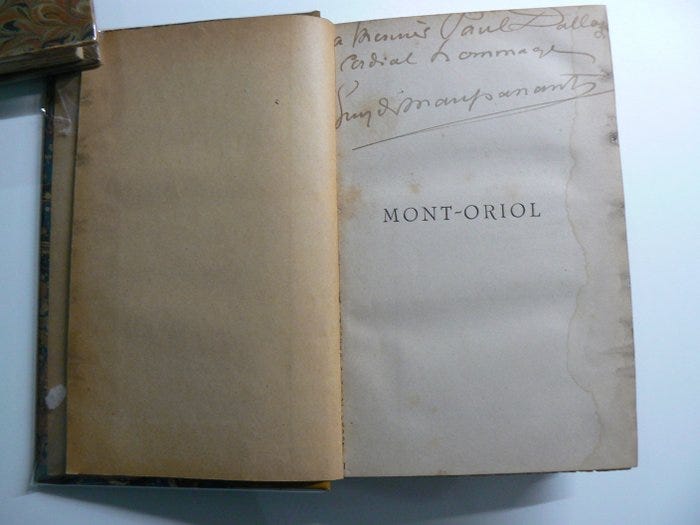 a Monsieur Paul Dalloz
Cordial hommage
Guy de Maupassant
MONT-ORIOL